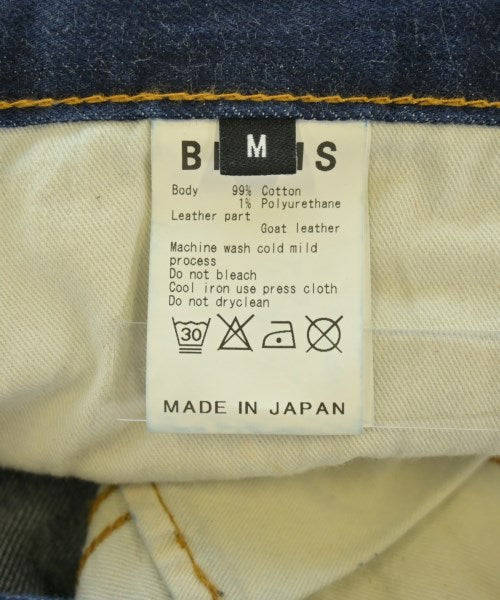 M
Body 99% Cotton
1% Polyurethane
Leather part
Goat leather
Machine wash cold mild
process
Do not bleach
Cool iron use press cloth
Do not dryclean
30
MADE IN JAPAN